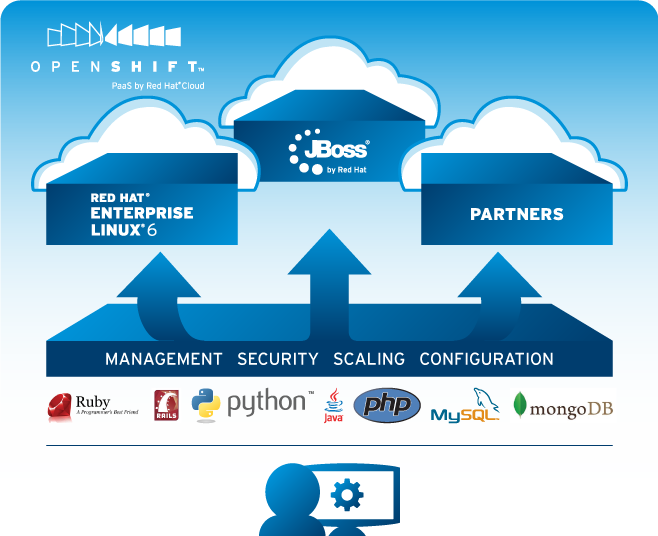 OPENSHIFT™
PaaS by Red Hat® Cloud
JBoss®
by Red Hat
RED HAT®
ENTERPRISE
LINUX® 6
PARTNERS
MANAGEMENT SECURITY SCALING CONFIGURATION
Ruby
A Programmer's Best Friend
RAILS
python™
Java
php
MySQL
mongoDB